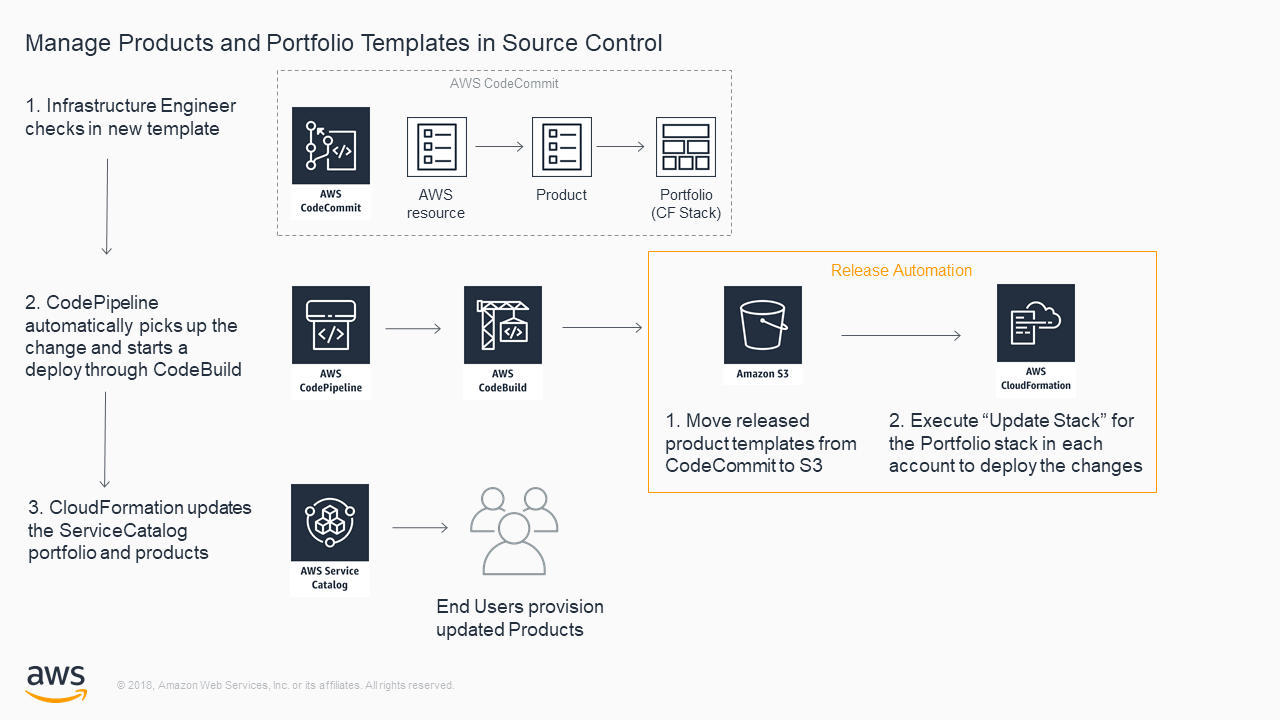 Manage Products and Portfolio Templates in Source Control
1. Infrastructure Engineer
checks in new template
AWS CodeCommit
AWS
CodeCommit
AWS
resource
Product
Portfolio
(CF Stack)
2. CodePipeline
automatically picks up the
change and starts a
deploy through CodeBuild
AWS
CodePipeline
AWS
CodeBuild
Release Automation
Amazon S3
AWS
CloudFormation
1. Move released
product templates from
CodeCommit to S3
2. Execute “Update Stack” for
the Portfolio stack in each
account to deploy the changes
3. CloudFormation updates
the ServiceCatalog
portfolio and products
AWS Service
Catalog
End Users provision
updated Products
aws
© 2018, Amazon Web Services, Inc. or its affiliates. All rights reserved.